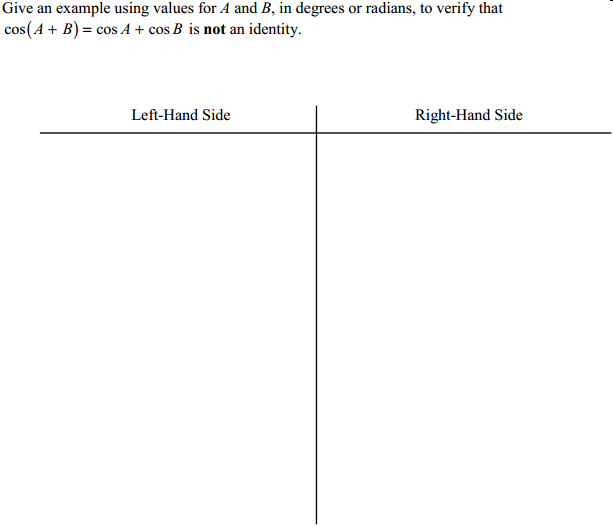 Give an example using values for A and B, in degrees or radians, to verify that
cos(A + B) = cos A + cos B is not an identity.
Left-Hand Side
Right-Hand Side